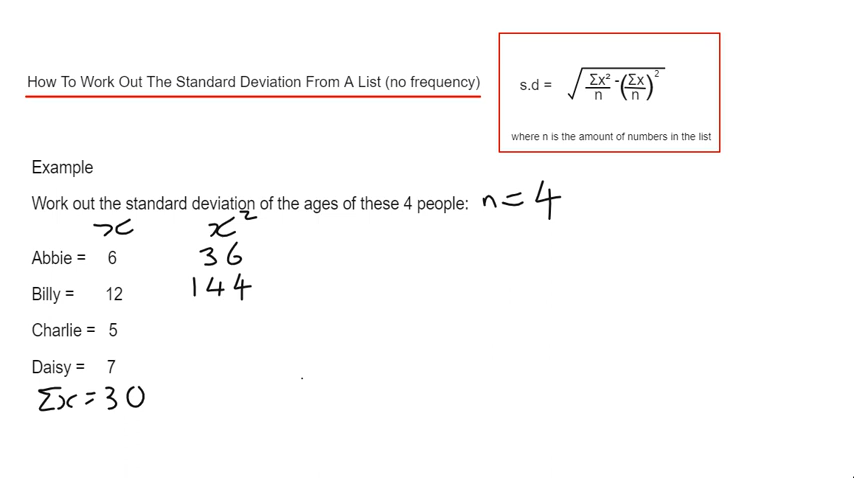 How To Work Out The Standard Deviation From A List (no frequency)
s.d = √(Σx²/n - (Σx/n)²)
where n is the amount of numbers in the list
Example
Work out the standard deviation of the ages of these 4 people: n = 4
x x²
Abbie = 6 36
Billy = 12 144
Charlie = 5
Daisy = 7
Σx = 30